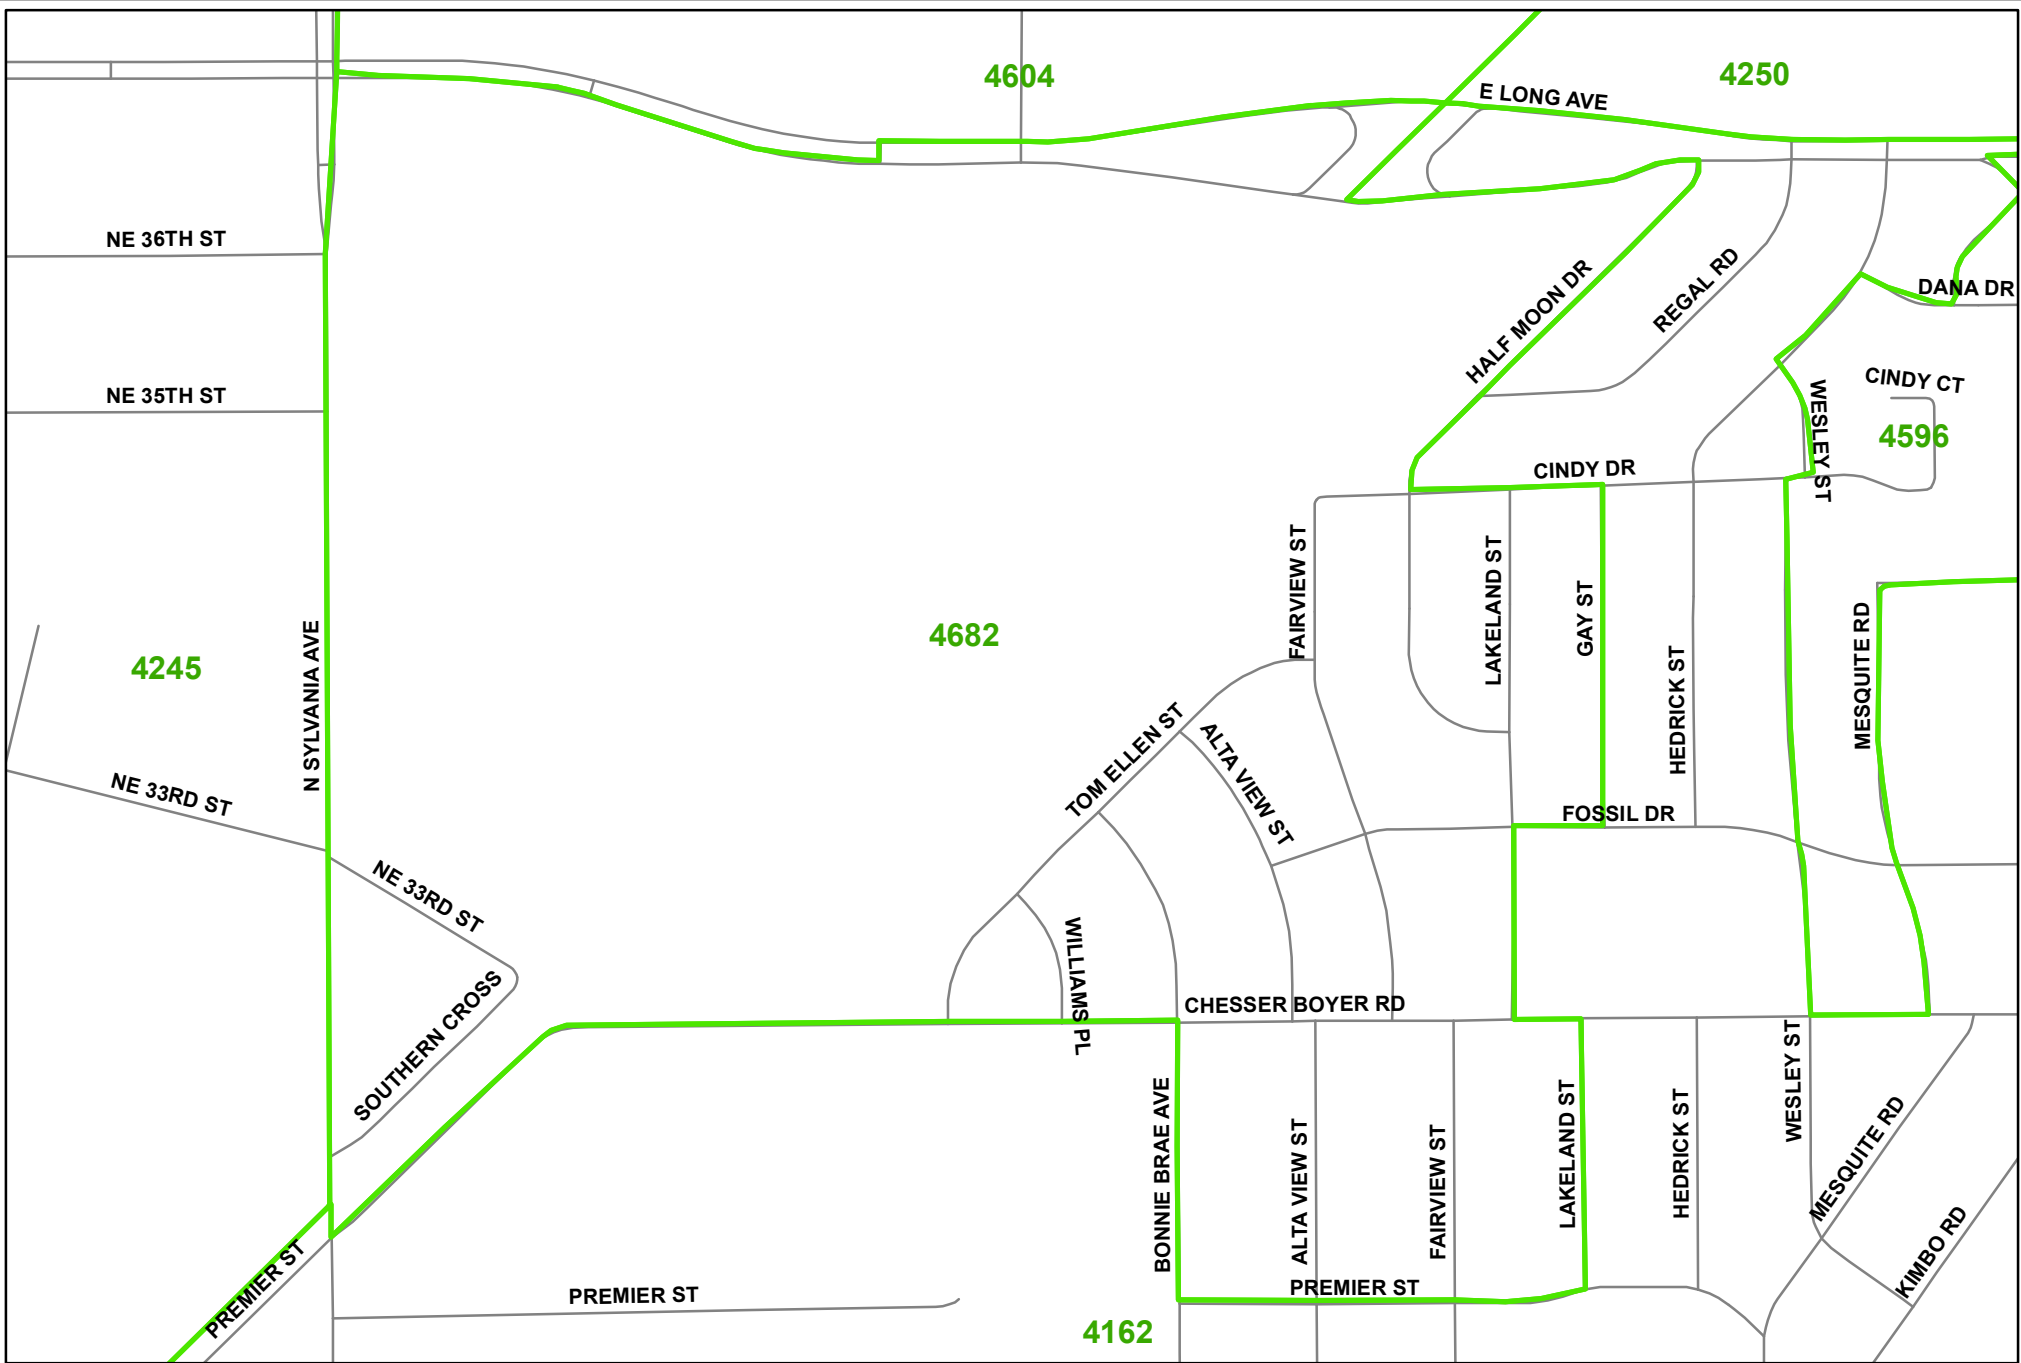 4604
4250
E LONG AVE
NE 36TH ST
HALF MOON DR
REGAL RD
DANA DR
NE 35TH ST
WESLEY ST
CINDY CT
4596
CINDY DR
FAIRVIEW ST
LAKELAND ST
GAY ST
HEDRICK ST
MESQUITE RD
4682
4245
N SYLVANIA AVE
TOM ELLEN ST
ALTA VIEW ST
NE 33RD ST
FOSSIL DR
NE 33RD ST
WILLIAMS PL
SOUTHERN CROSS
CHESSER BOYER RD
BONNIE BRAE AVE
ALTA VIEW ST
FAIRVIEW ST
LAKELAND ST
HEDRICK ST
WESLEY ST
MESQUITE RD
KIMBO RD
PREMIER ST
PREMIER ST
PREMIER ST
4162